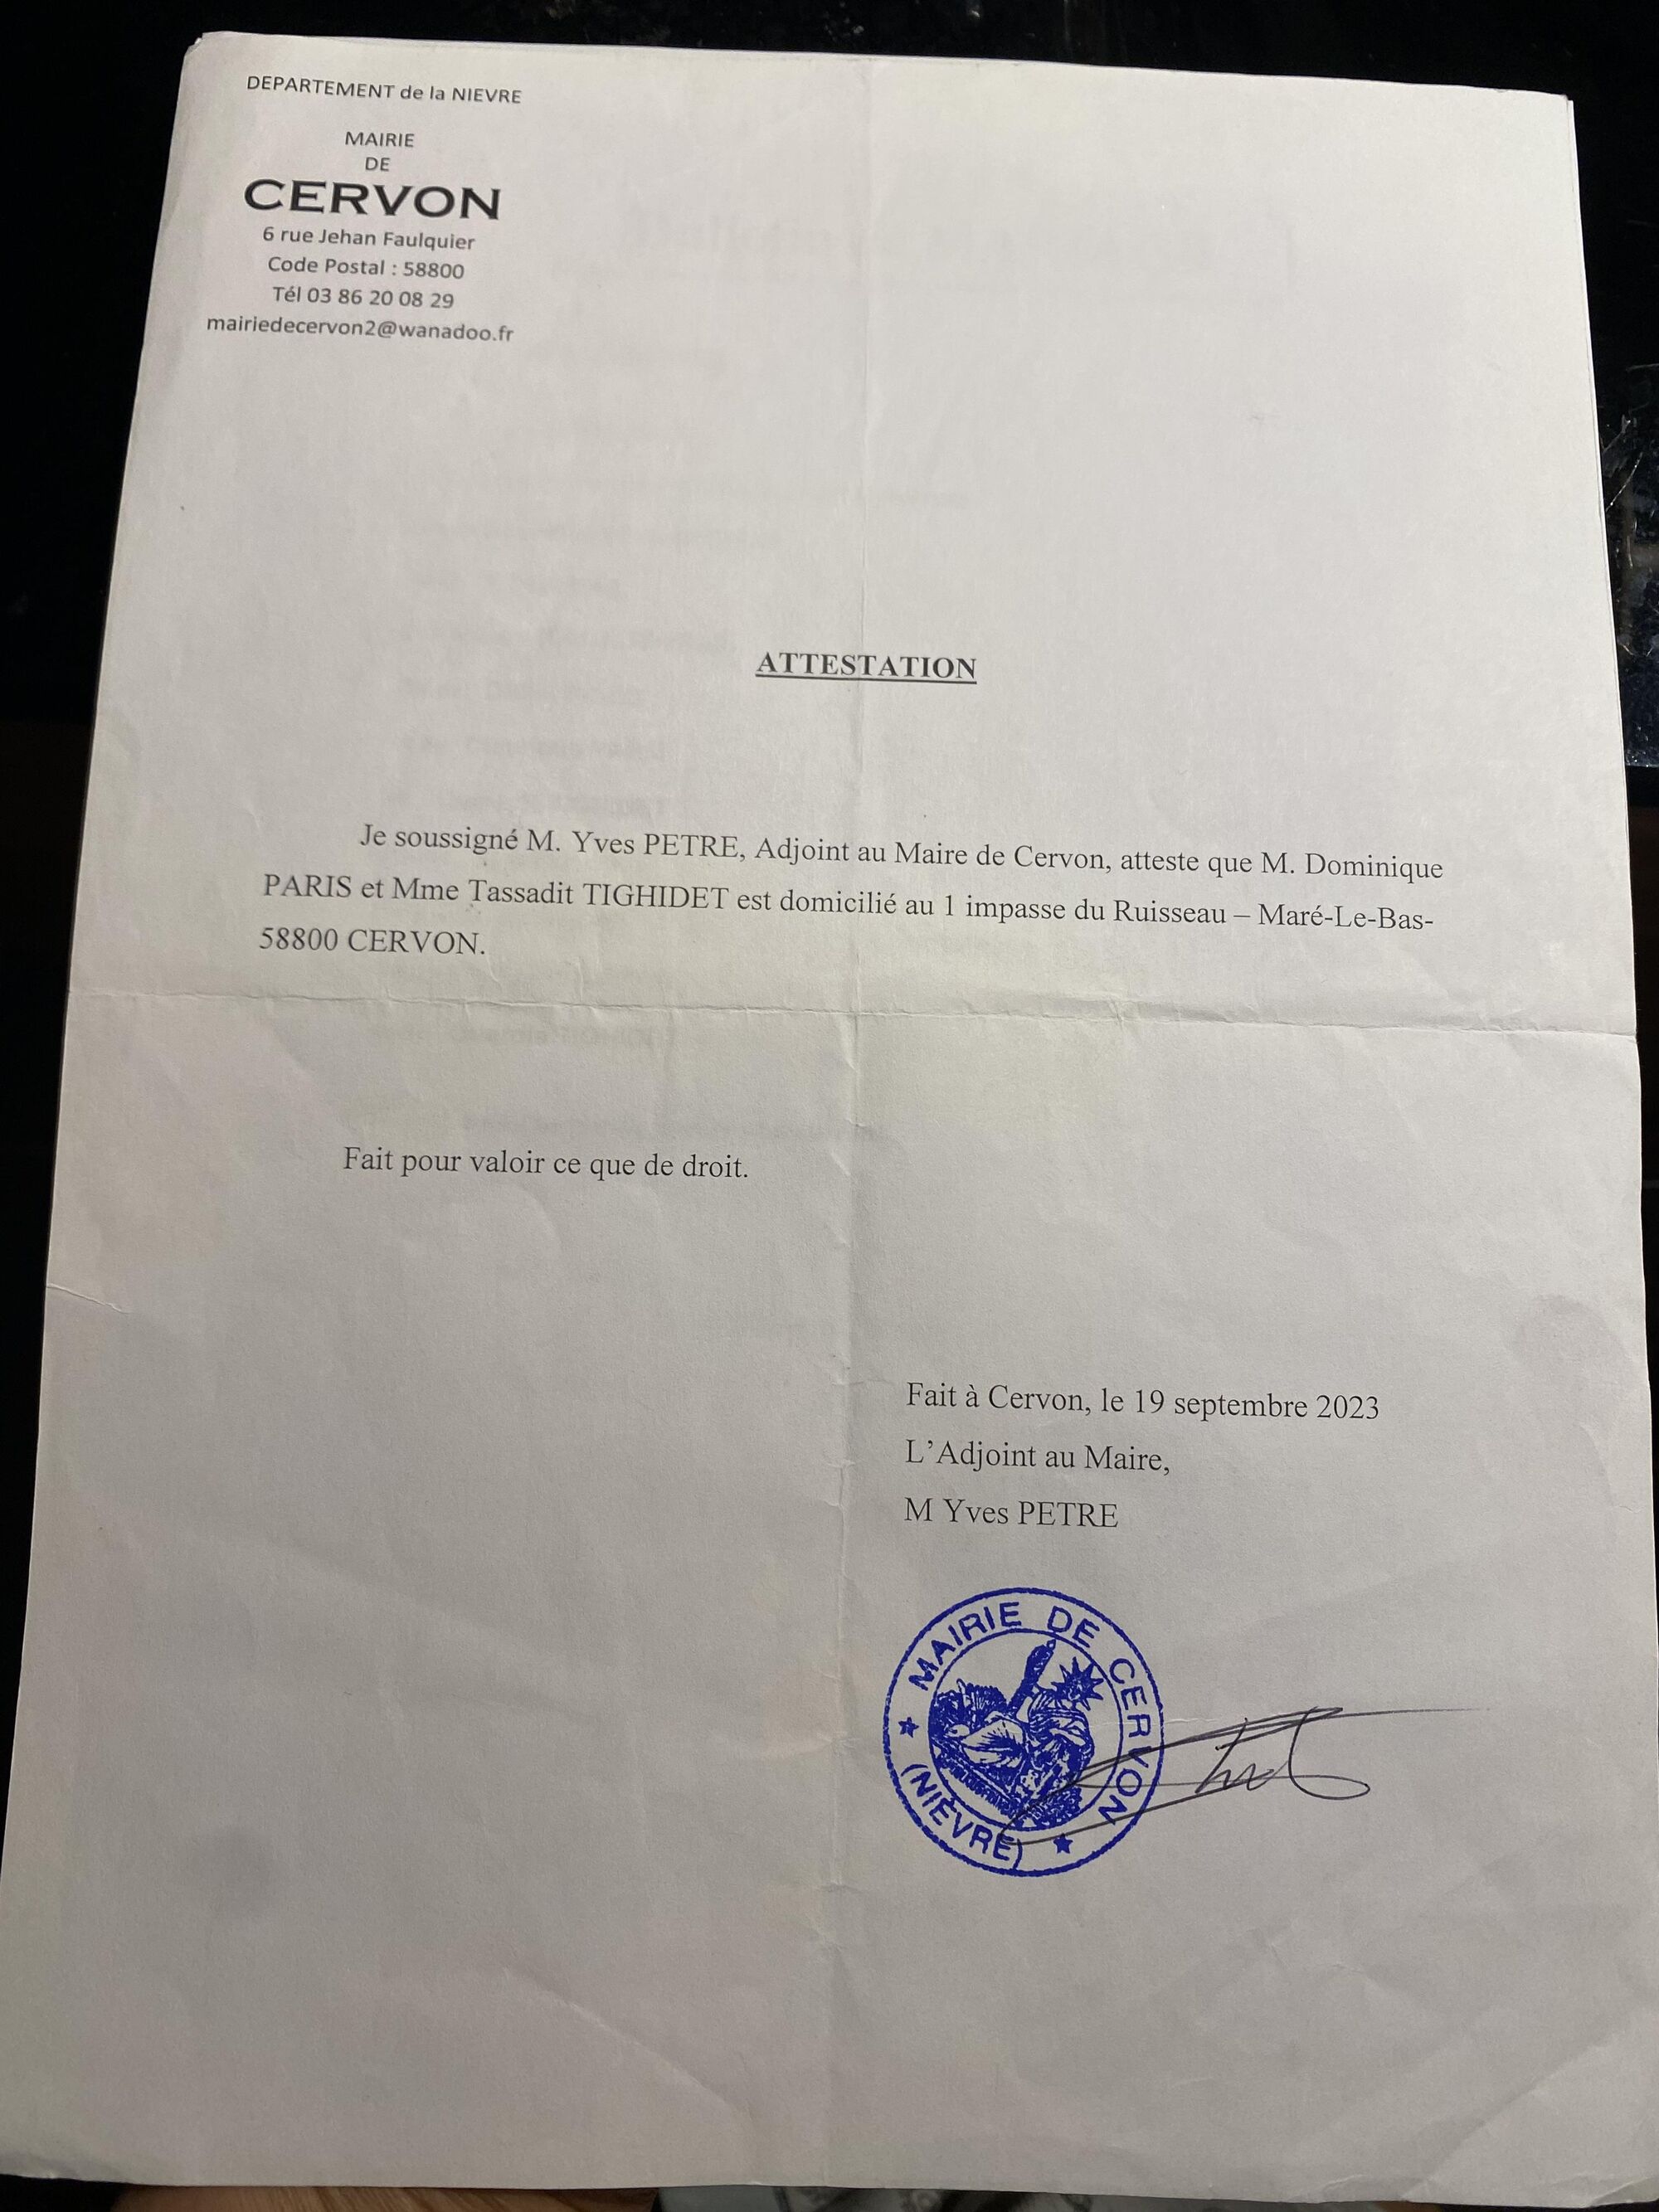 DEPARTEMENT de la NIEVRE
MAIRIE
DE
CERVON
6 rue Jehan Faulquier
Code Postal : 58800
Tél 03 86 20 08 29
mairiedecervon2@wanadoo.fr
ATTESTATION
Je soussigné M. Yves PETRE, Adjoint au Maire de Cervon, atteste que M. Dominique
PARIS et Mme Tassadit TIGHIDET est domicilié au 1 impasse du Ruisseau – Maré-Le-Bas-
58800 CERVON.
Fait pour valoir ce que de droit.
Fait à Cervon, le 19 septembre 2023
L'Adjoint au Maire,
M Yves PETRE
MAIRIE DE CERVON
(NIÈVRE)